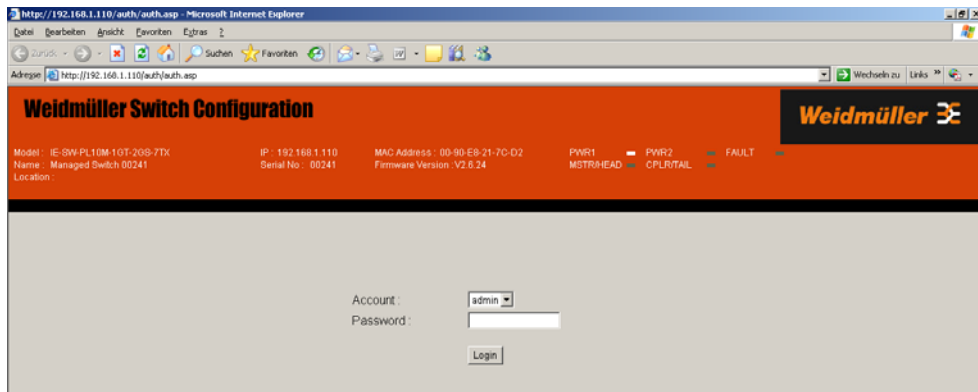 http://192.168.1.110/auth/auth.asp - Microsoft Internet Explorer
Datei Bearbeiten Ansicht Favoriten Extras ?
Zurück Suchen Favoriten
Adresse http://192.168.1.110/auth/auth.asp Wechseln zu Links »
Weidmüller Switch Configuration
Weidmüller
Model : IE-SW-PL10M-1GT-2GS-7TX IP : 192.168.1.110 MAC Address : 00-90-E8-21-7C-D2 PWR1 PWR2 FAULT
Name : Managed Switch 00241 Serial No : 00241 Firmware Version : V2.6.24 MSTR/HEAD CPLR/TAIL
Location :
Account :
admin
Password :
Login